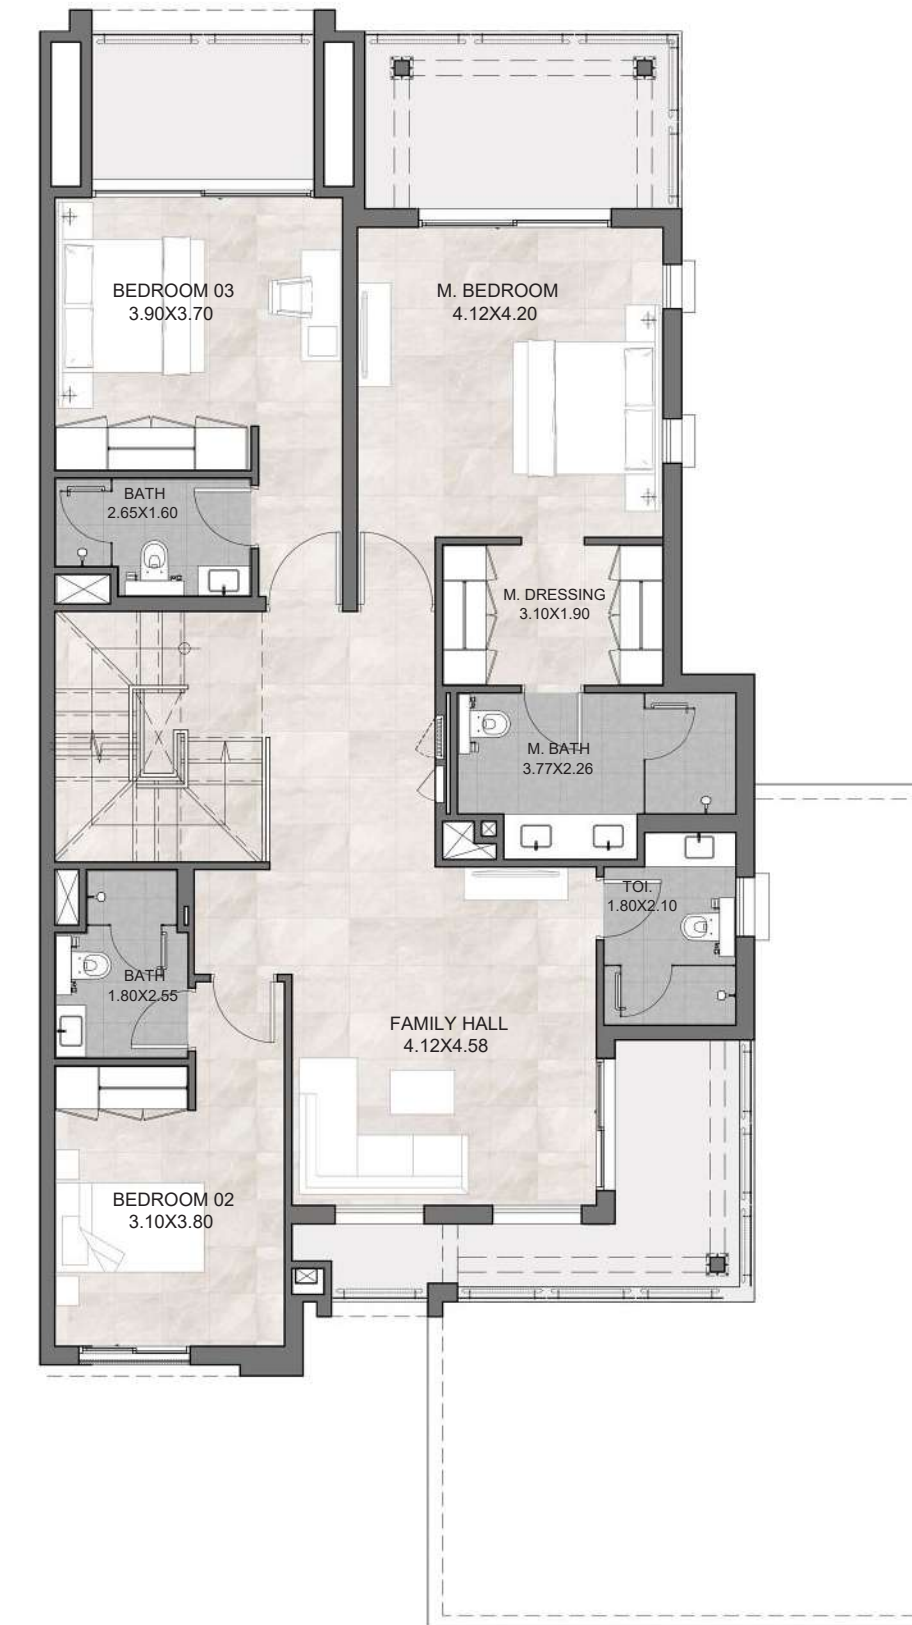 BEDROOM 03
3.90X3.70
M. BEDROOM
4.12X4.20
BATH
2.65X1.60
M. DRESSING
3.10X1.90
M. BATH
3.77X2.26
TOI.
1.80X2.10
BATH
1.80X2.55
FAMILY HALL
4.12X4.58
BEDROOM 02
3.10X3.80